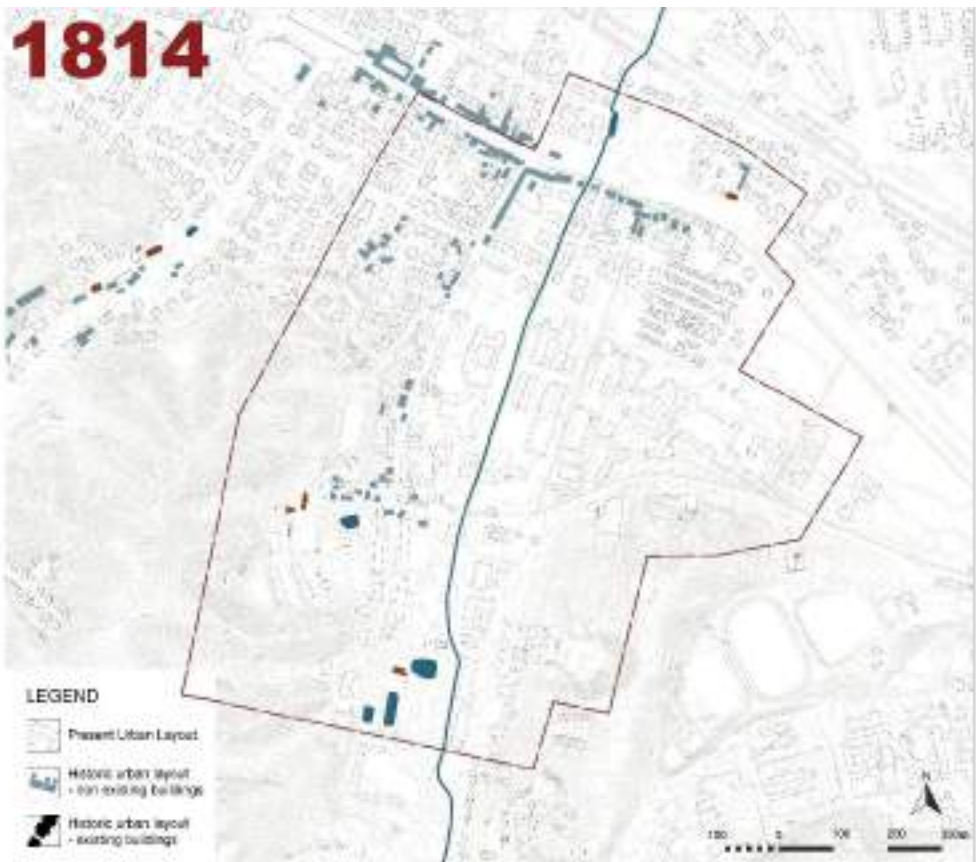 1814
LEGEND
Present Urban Layout
Historic urban layout
- non existing buildings
Historic urban layout
- existing buildings
N
100 0 100 200 300m